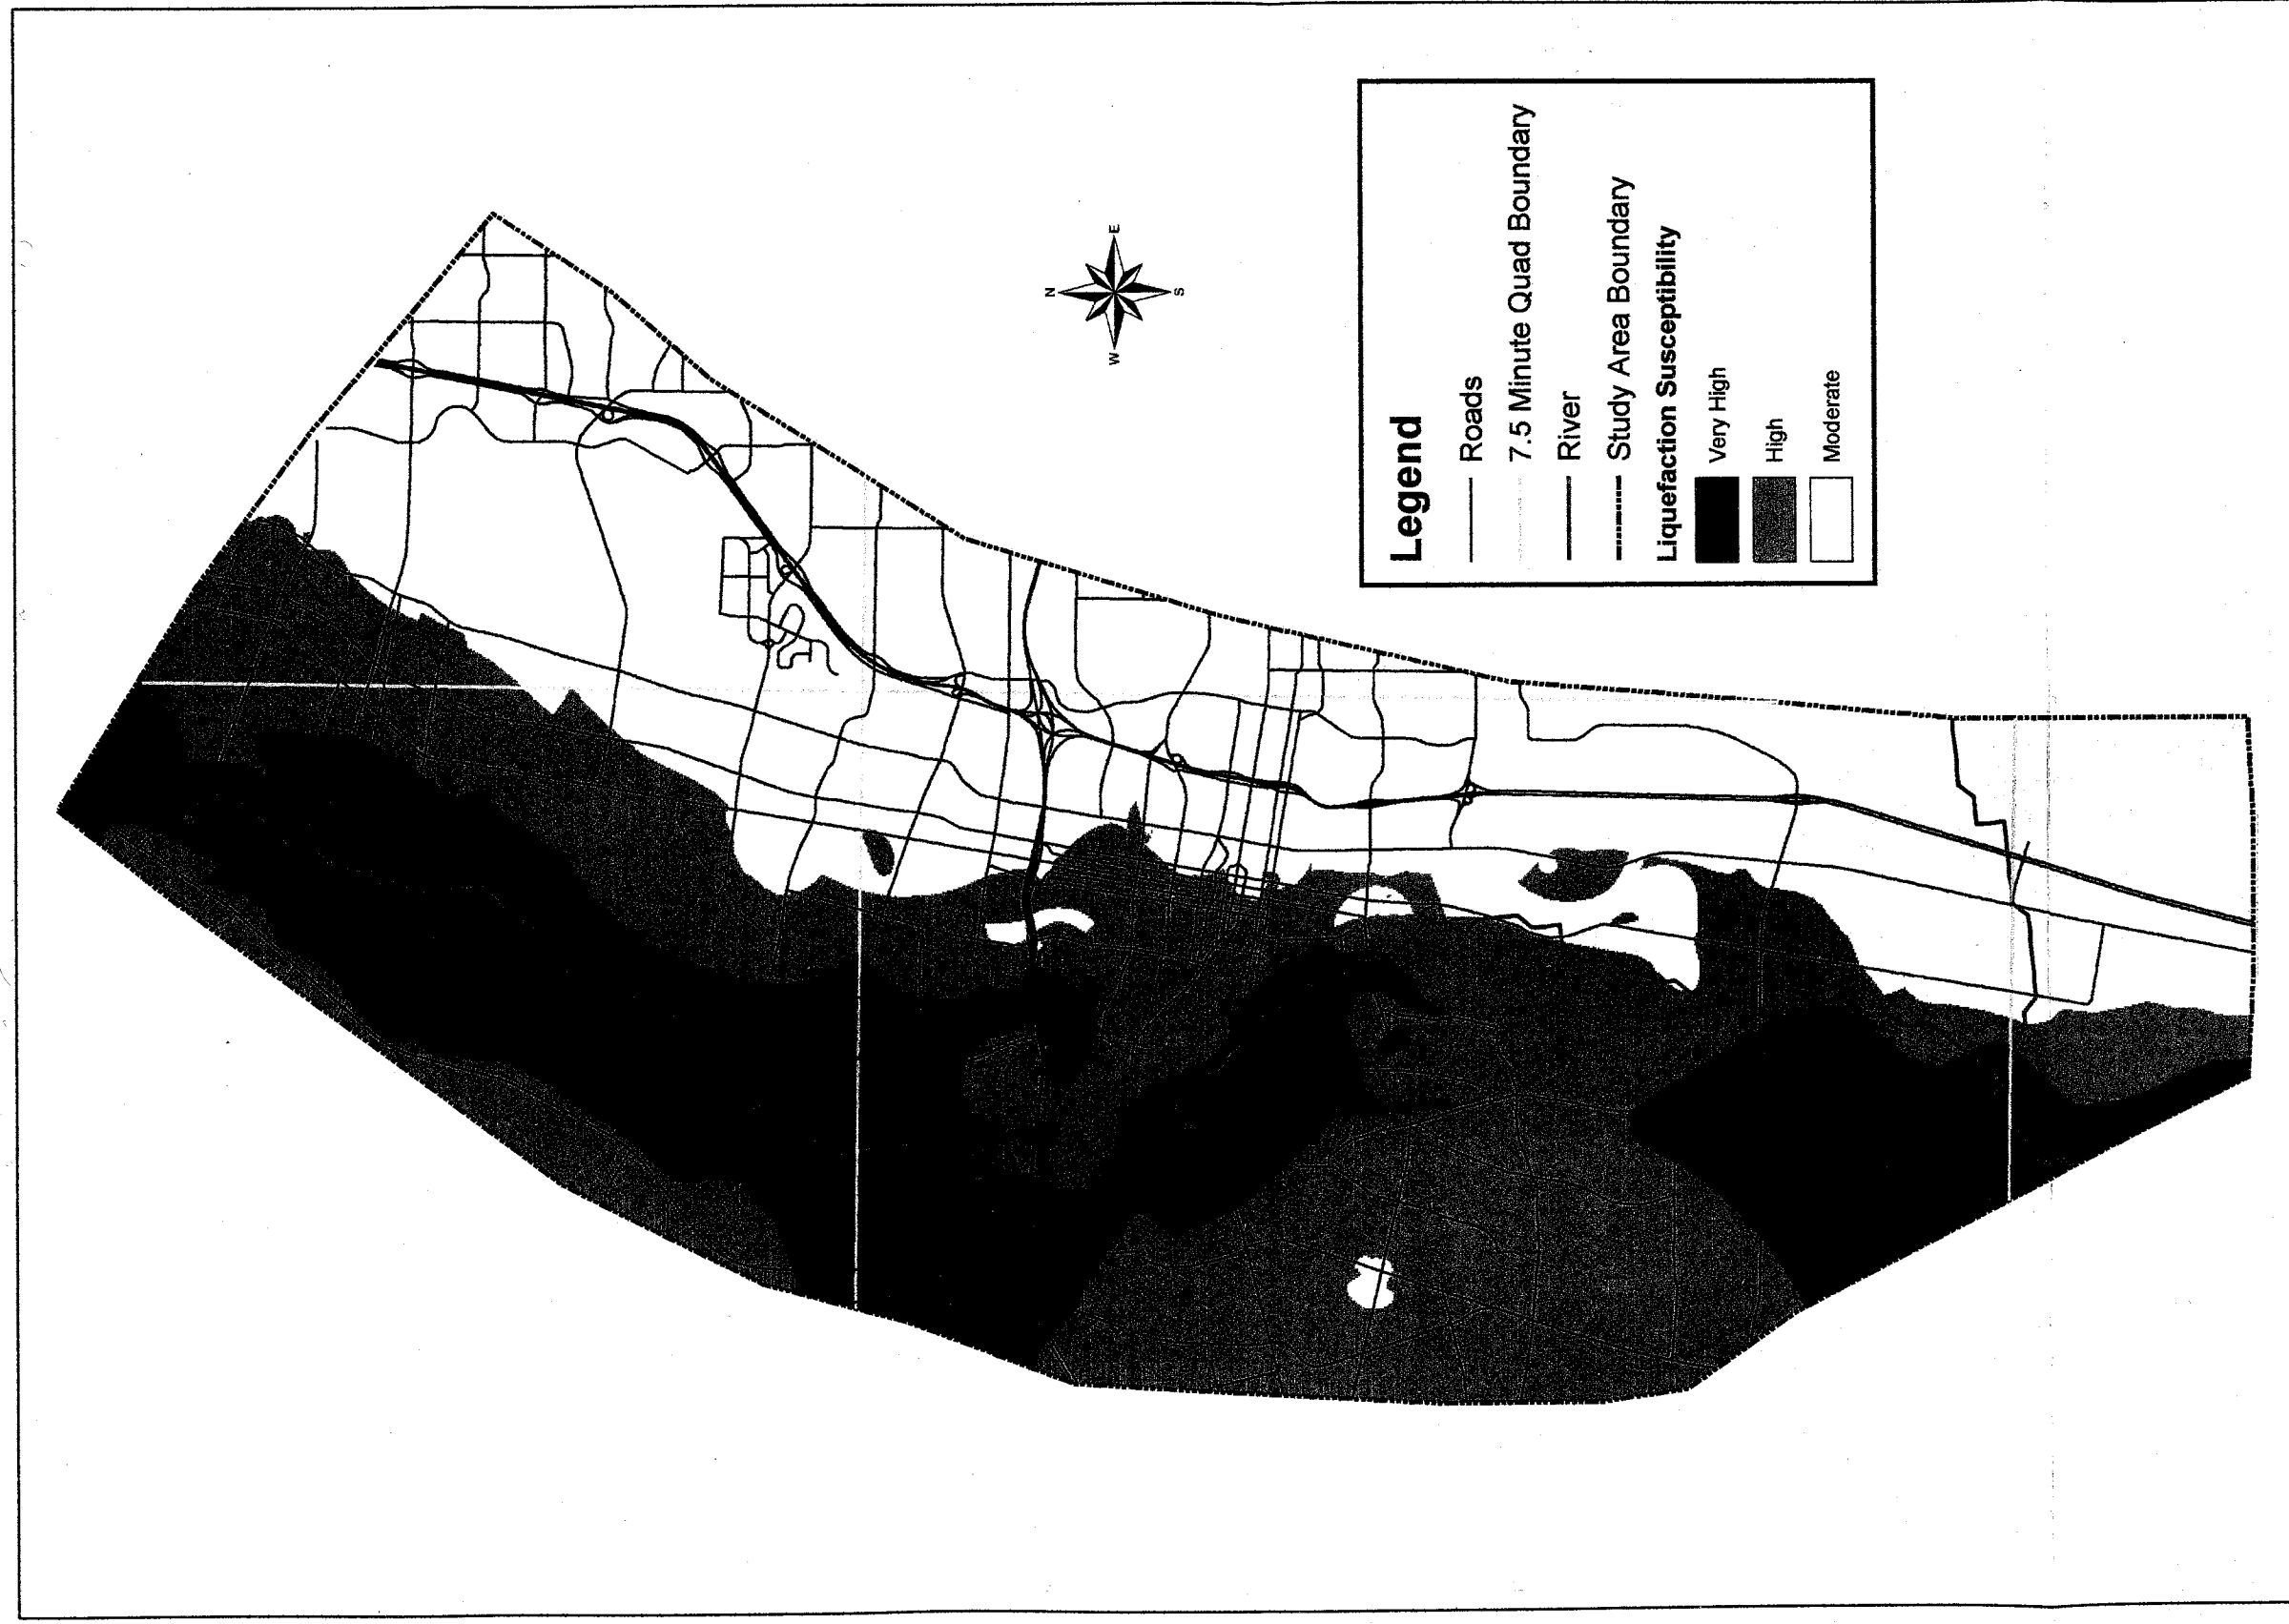 N
W
E
S
Legend
Roads
7.5 Minute Quad Boundary
River
Study Area Boundary
Liquefaction Susceptibility
Very High
High
Moderate